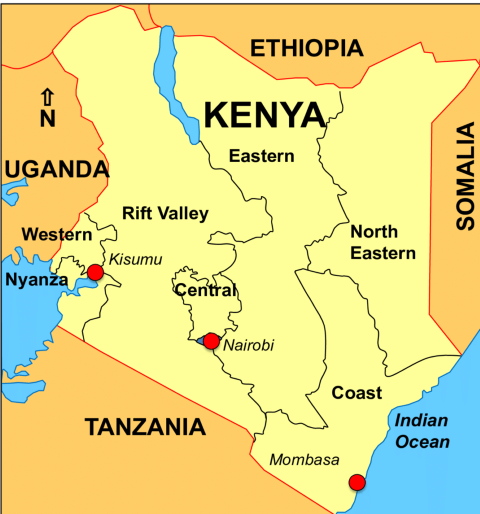 ETHIOPIA
KENYA
N
Eastern
UGANDA
SOMALIA
Rift Valley
Western
North
Eastern
Kisumu
Nyanza
Central
Nairobi
Coast
TANZANIA
Indian
Ocean
Mombasa